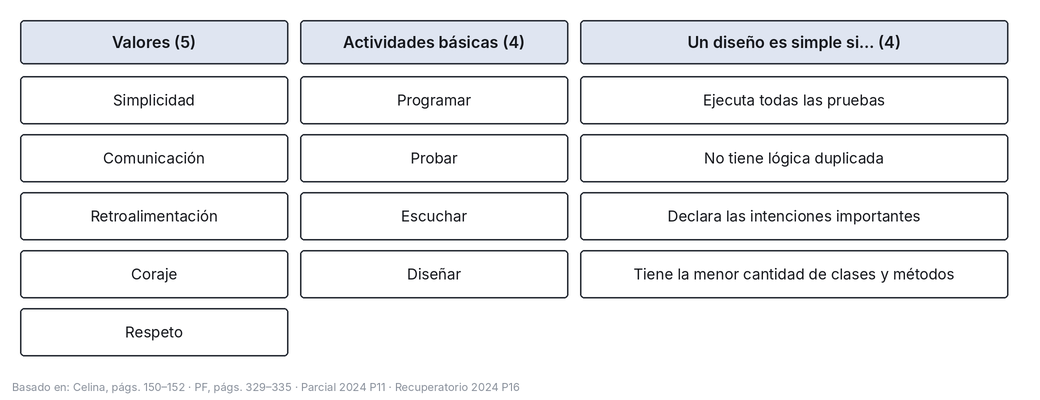 Valores (5)
Actividades básicas (4)
Un diseño es simple si… (4)
Simplicidad
Programar
Ejecuta todas las pruebas
Comunicación
Probar
No tiene lógica duplicada
Retroalimentación
Escuchar
Declara las intenciones importantes
Coraje
Diseñar
Tiene la menor cantidad de clases y métodos
Respeto
Basado en: Celina, págs. 150–152 · PF, págs. 329–335 · Parcial 2024 P11 · Recuperatorio 2024 P16